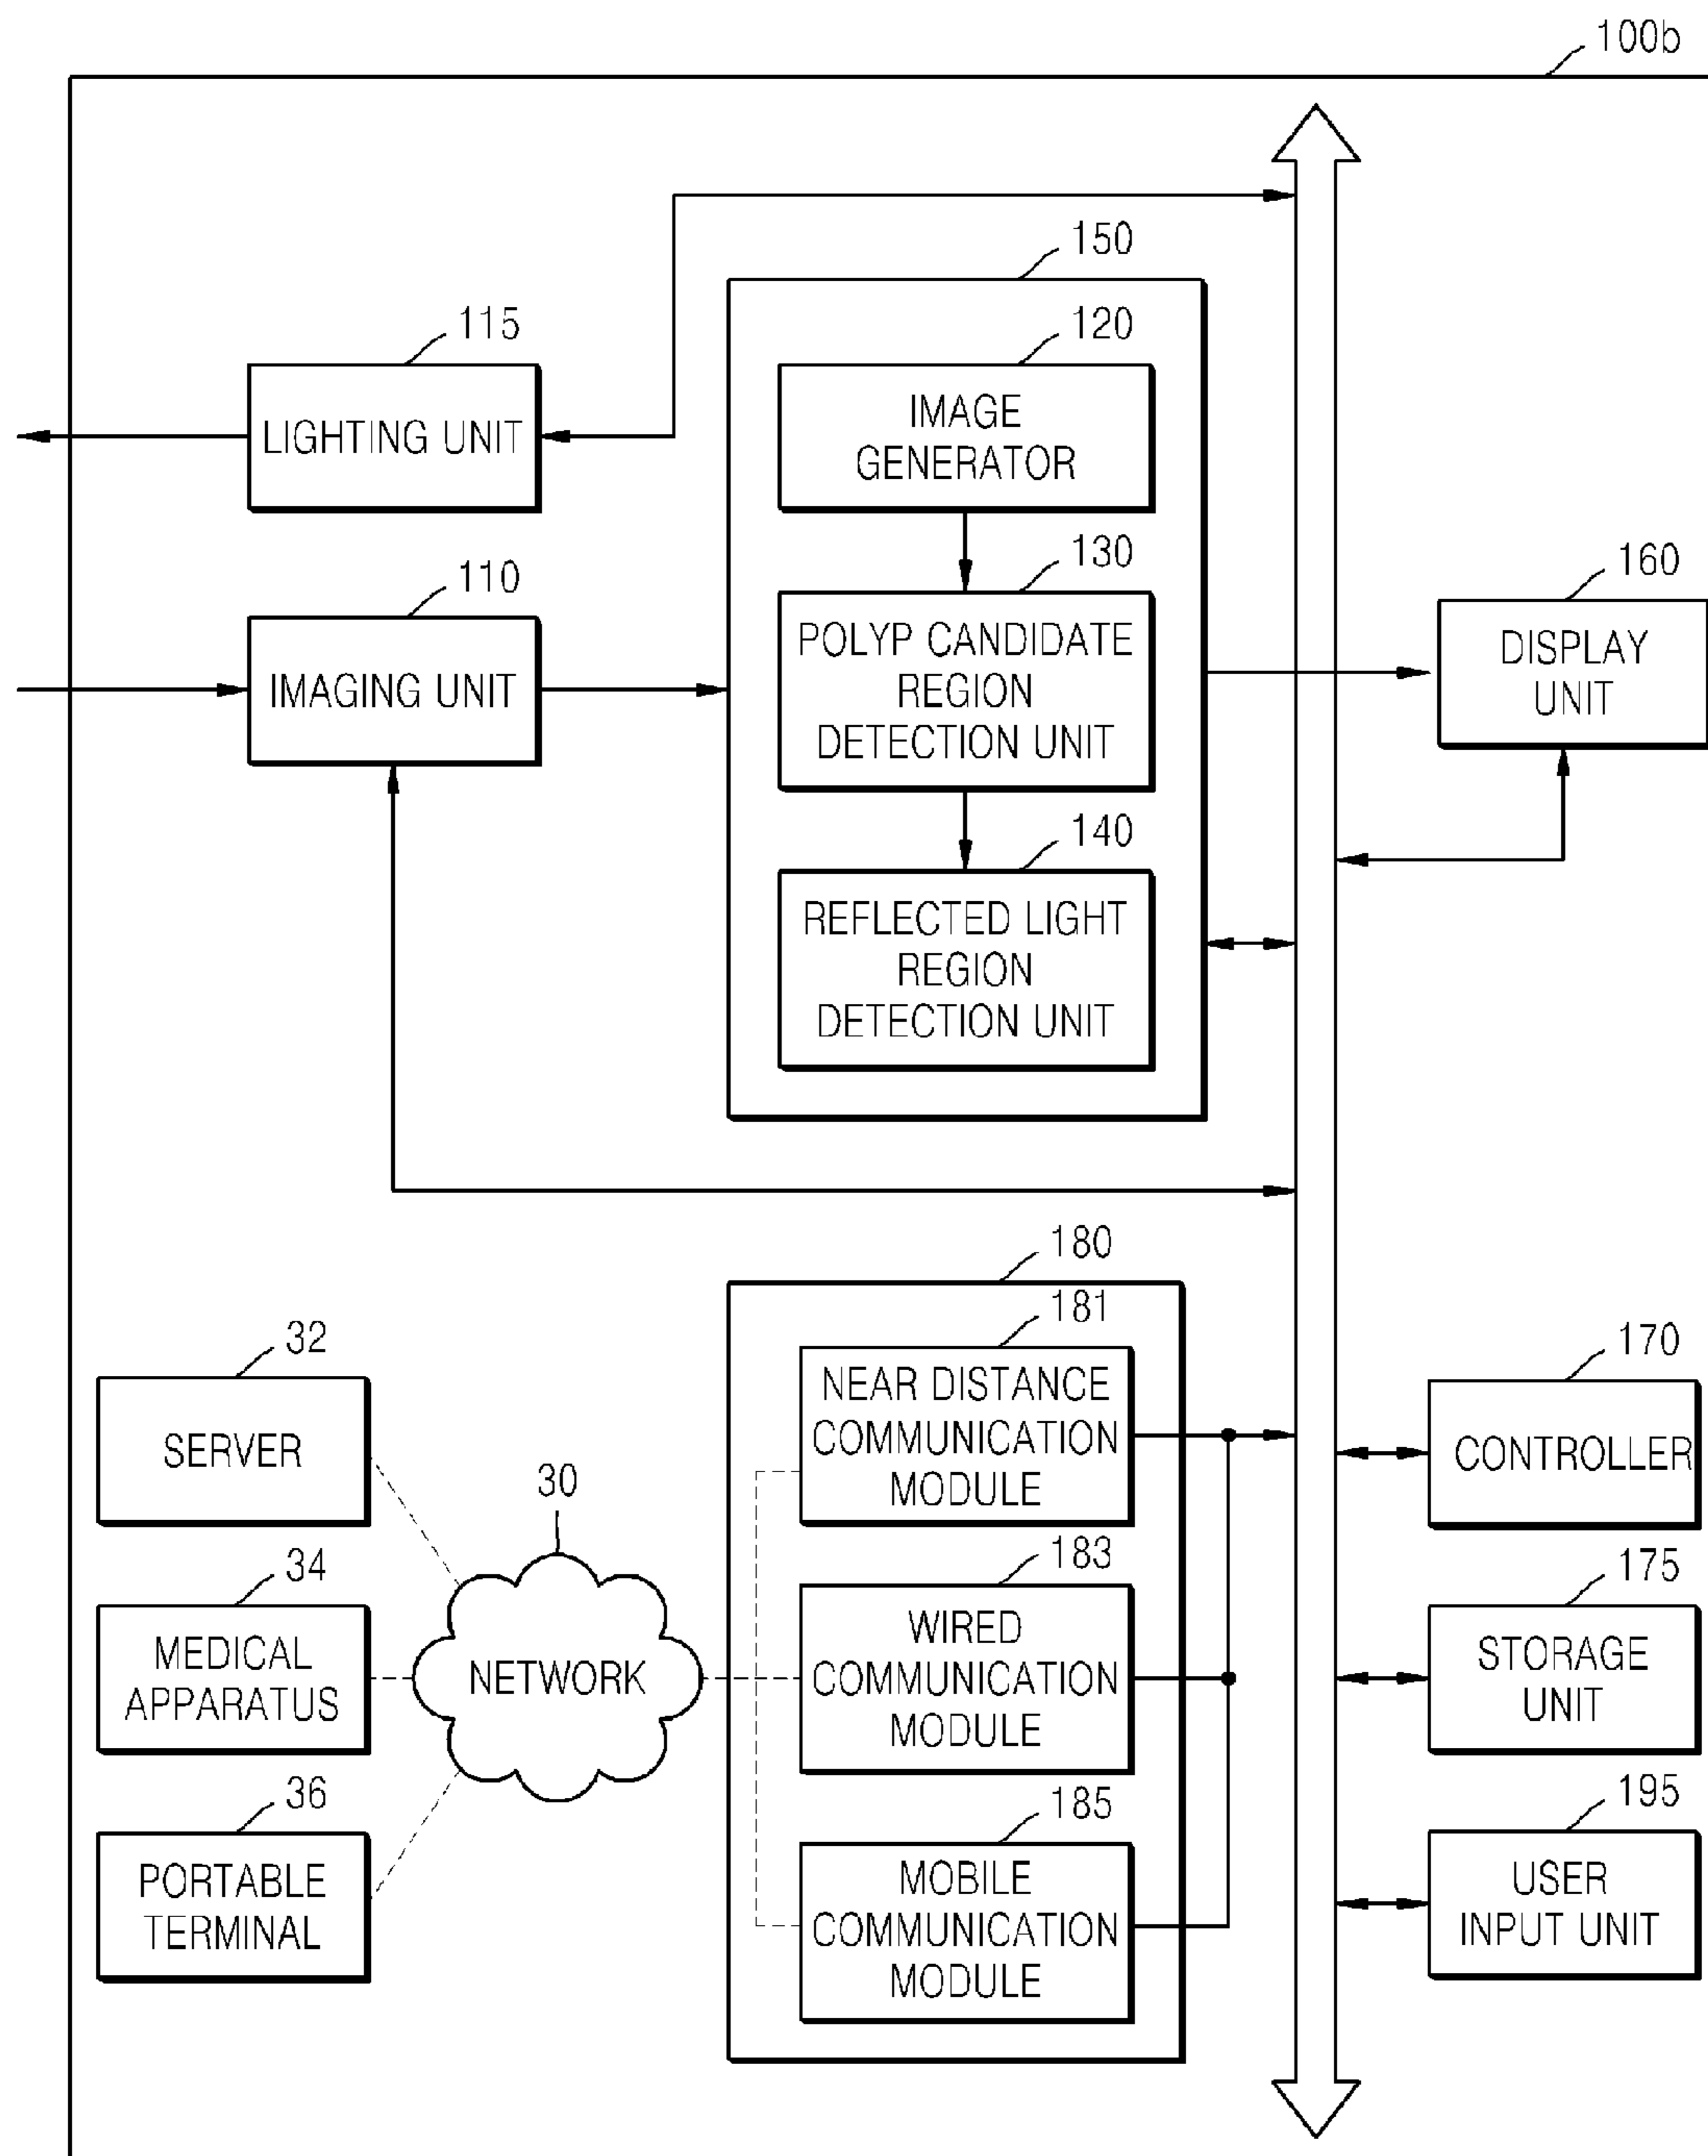 100b
150
115
120
LIGHTING UNIT
IMAGE
GENERATOR
110
130
160
IMAGING UNIT
POLYP CANDIDATE
REGION
DETECTION UNIT
DISPLAY
UNIT
140
REFLECTED LIGHT
REGION
DETECTION UNIT
180
181
32
170
NEAR DISTANCE
COMMUNICATION
MODULE
SERVER
CONTROLLER
30
34
183
175
MEDICAL
APPARATUS
NETWORK
WIRED
COMMUNICATION
MODULE
STORAGE
UNIT
36
185
195
PORTABLE
TERMINAL
MOBILE
COMMUNICATION
MODULE
USER
INPUT UNIT